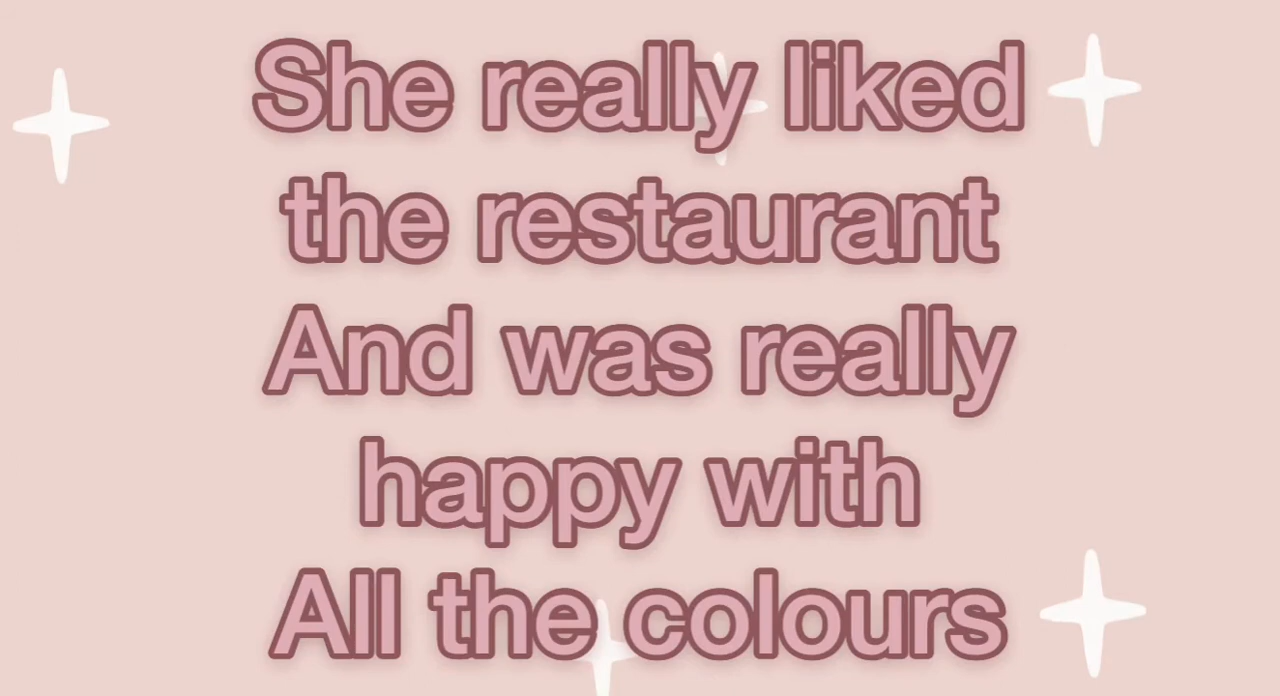 She really liked
the restaurant
And was really
happy with
All the colours